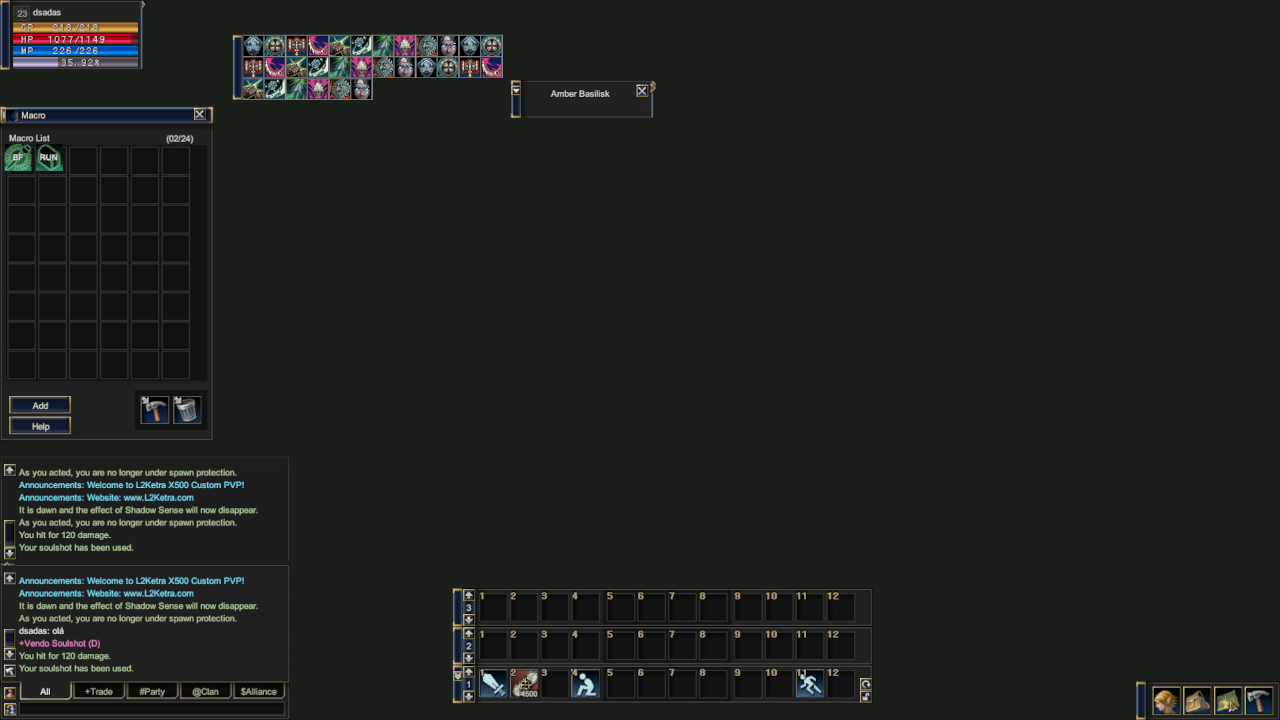 23 dsadas
CP 218/218
HP 1077/1149
MP 226/226
35.92%
Amber Basilisk
Macro
Macro List (02/24)
BF RUN
Add
Help
As you acted, you are no longer under spawn protection.
Announcements: Welcome to L2Ketra X500 Custom PVP!
Announcements: Website: www.L2Ketra.com
It is dawn and the effect of Shadow Sense will now disappear.
As you acted, you are no longer under spawn protection.
You hit for 120 damage.
Your soulshot has been used.
Announcements: Welcome to L2Ketra X500 Custom PVP!
Announcements: Website: www.L2Ketra.com
It is dawn and the effect of Shadow Sense will now disappear.
As you acted, you are no longer under spawn protection.
dsadas: olá
+Vendo Soulshot (D)
You hit for 120 damage.
Your soulshot has been used.
All +Trade #Party @Clan $Alliance
1 2 3 4 5 6 7 8 9 10 11 12
3
1 2 3 4 5 6 7 8 9 10 11 12
2
1 2 3 4 5 6 7 8 9 10 11 12
1
4500